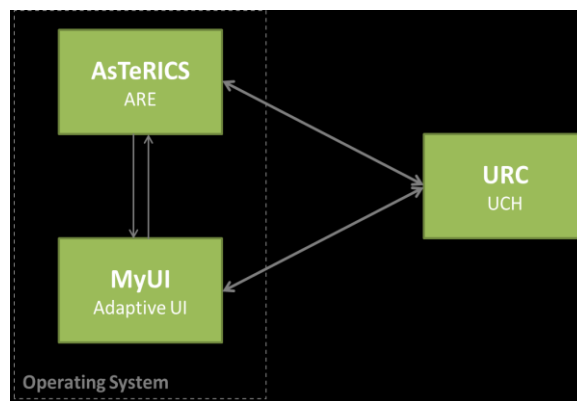 AsTeRICS
ARE
URC
UCH
MyUI
Adaptive UI
Operating System